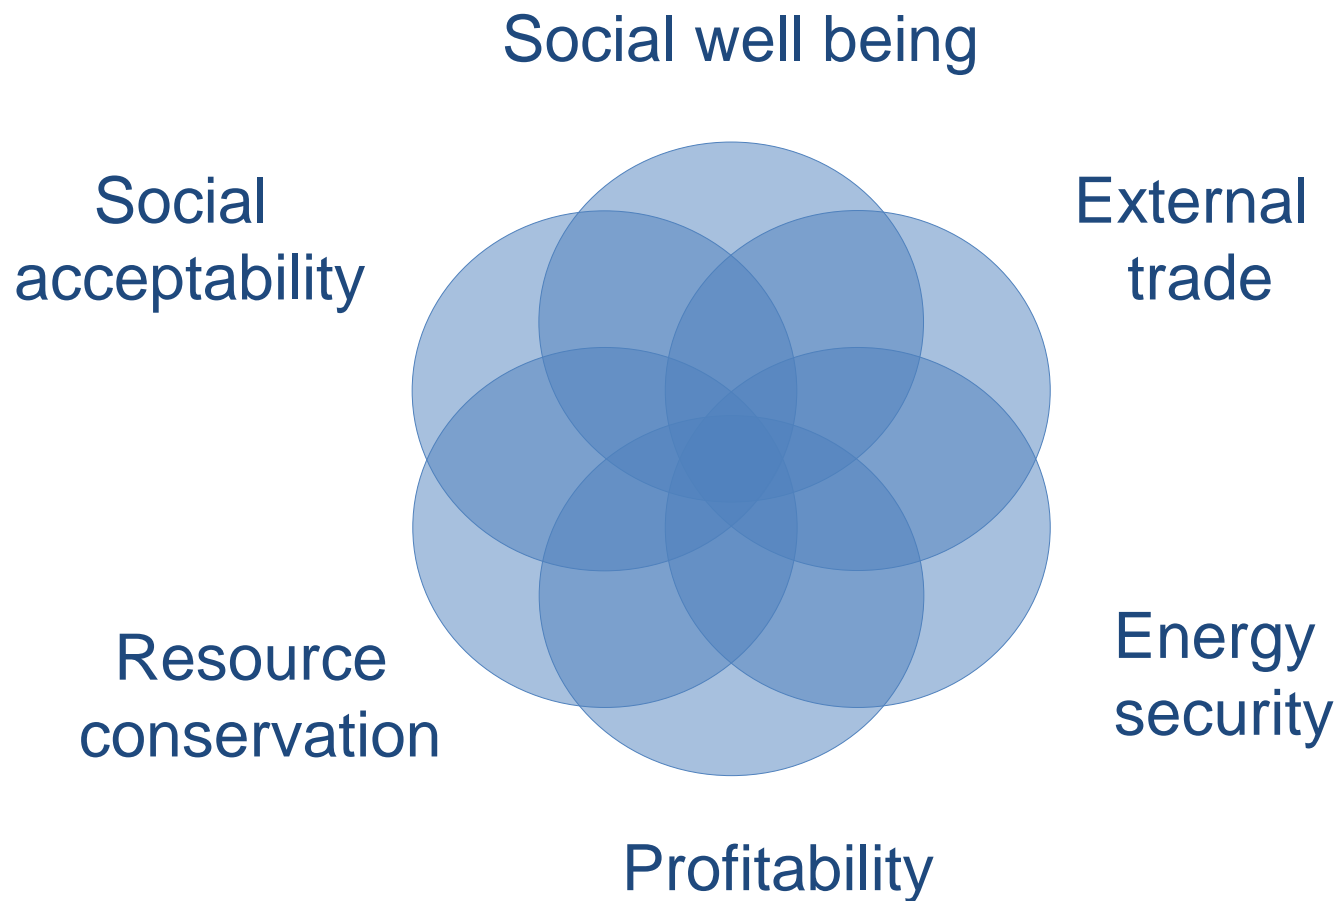 Social well being
Social
acceptability
External
trade
Resource
conservation
Energy
security
Profitability